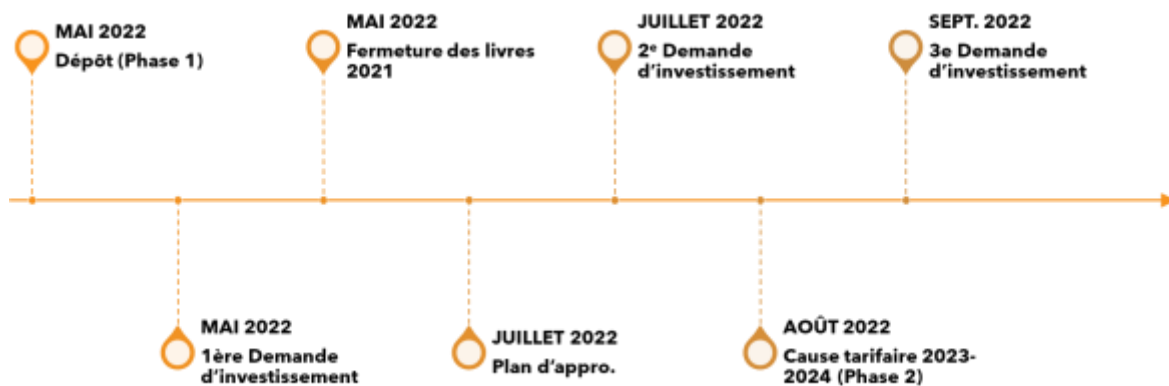 MAI 2022
Dépôt (Phase 1)
MAI 2022
Fermeture des livres
2021
JUILLET 2022
2e Demande
d'investissement
SEPT. 2022
3e Demande
d'investissement
MAI 2022
1ère Demande
d'investissement
JUILLET 2022
Plan d'appro.
AOÛT 2022
Cause tarifaire 2023-
2024 (Phase 2)